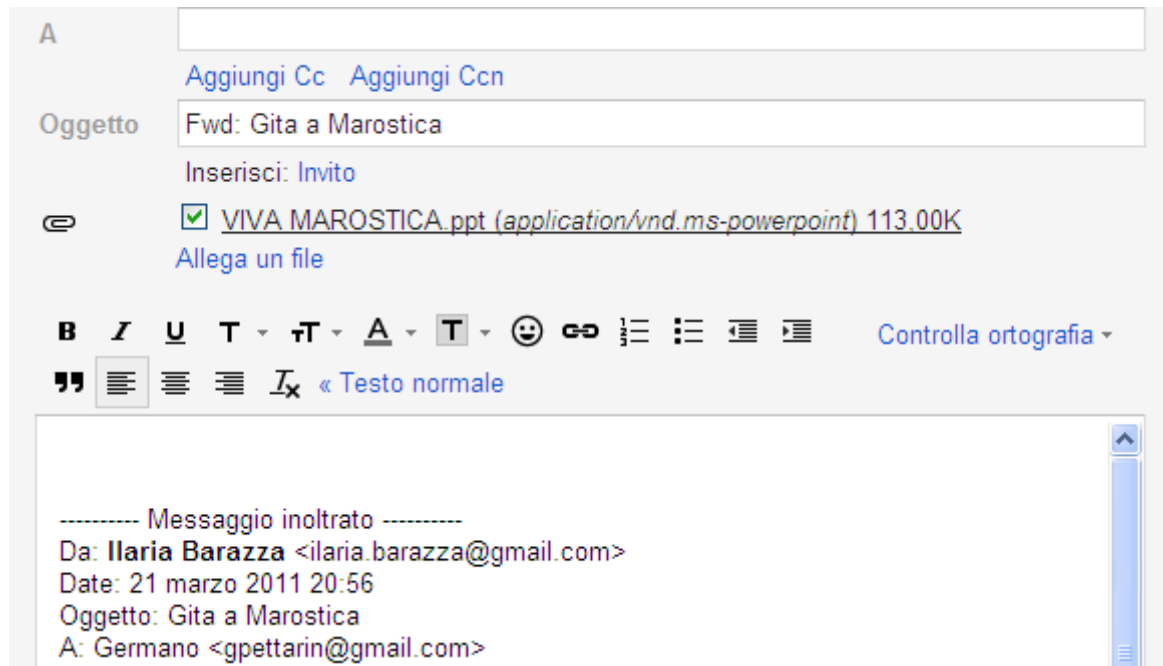 A
Aggiungi Cc Aggiungi Ccn
Oggetto Fwd: Gita a Marostica
Inserisci: Invito
VIVA MAROSTICA.ppt (application/vnd.ms-powerpoint) 113,00K
Allega un file
B I U T T A T Controlla ortografia
« Testo normale
---------- Messaggio inoltrato ----------
Da: Ilaria Barazza <ilaria.barazza@gmail.com>
Date: 21 marzo 2011 20:56
Oggetto: Gita a Marostica
A: Germano <gpettarin@gmail.com>